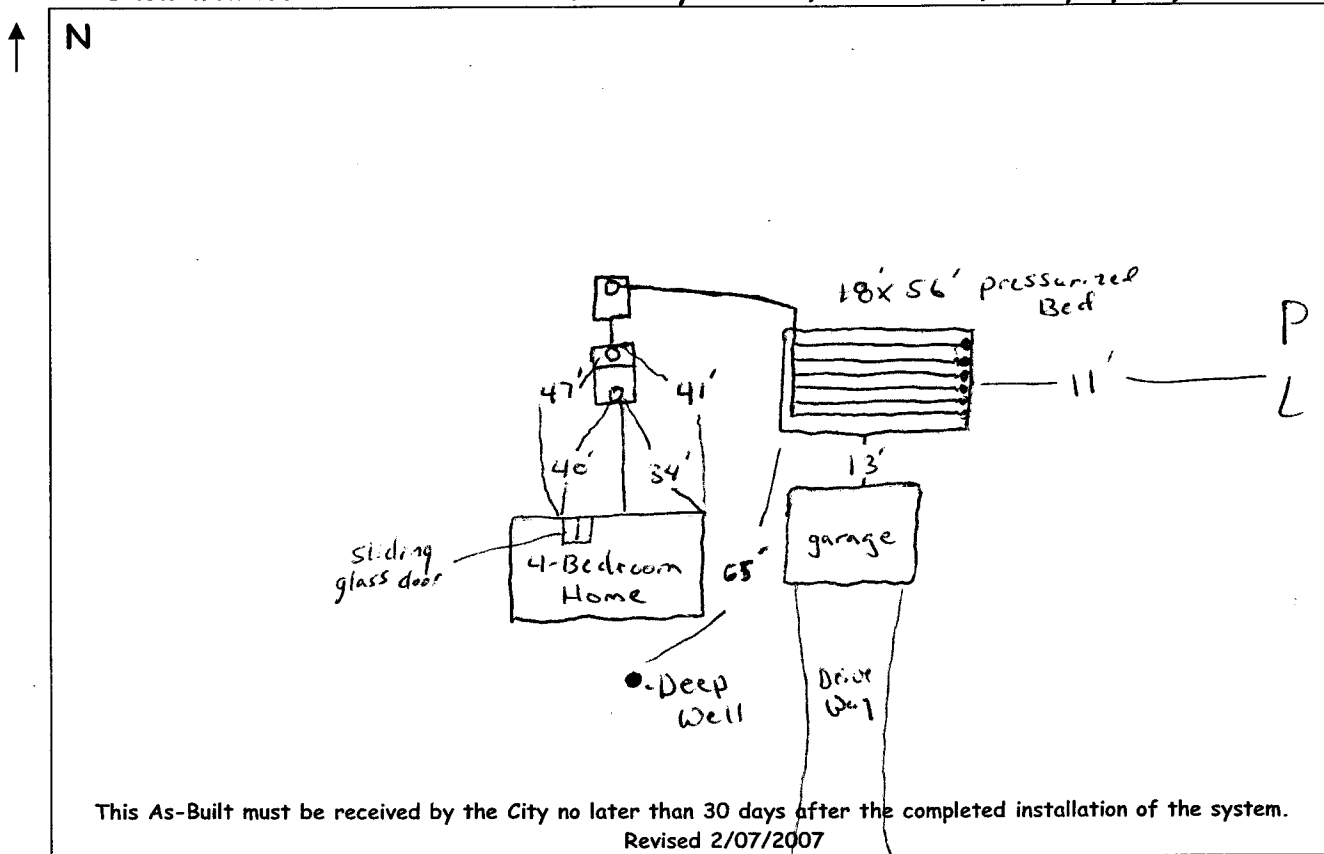 N
18' x 56' pressurized
Bed
P
L
11'
47'
41'
40'
34'
13'
sliding
glass door
4-Bedroom
Home
65'
garage
Deep
Well
Drive
Way
This As-Built must be received by the City no later than 30 days after the completed installation of the system.
Revised 2/07/2007